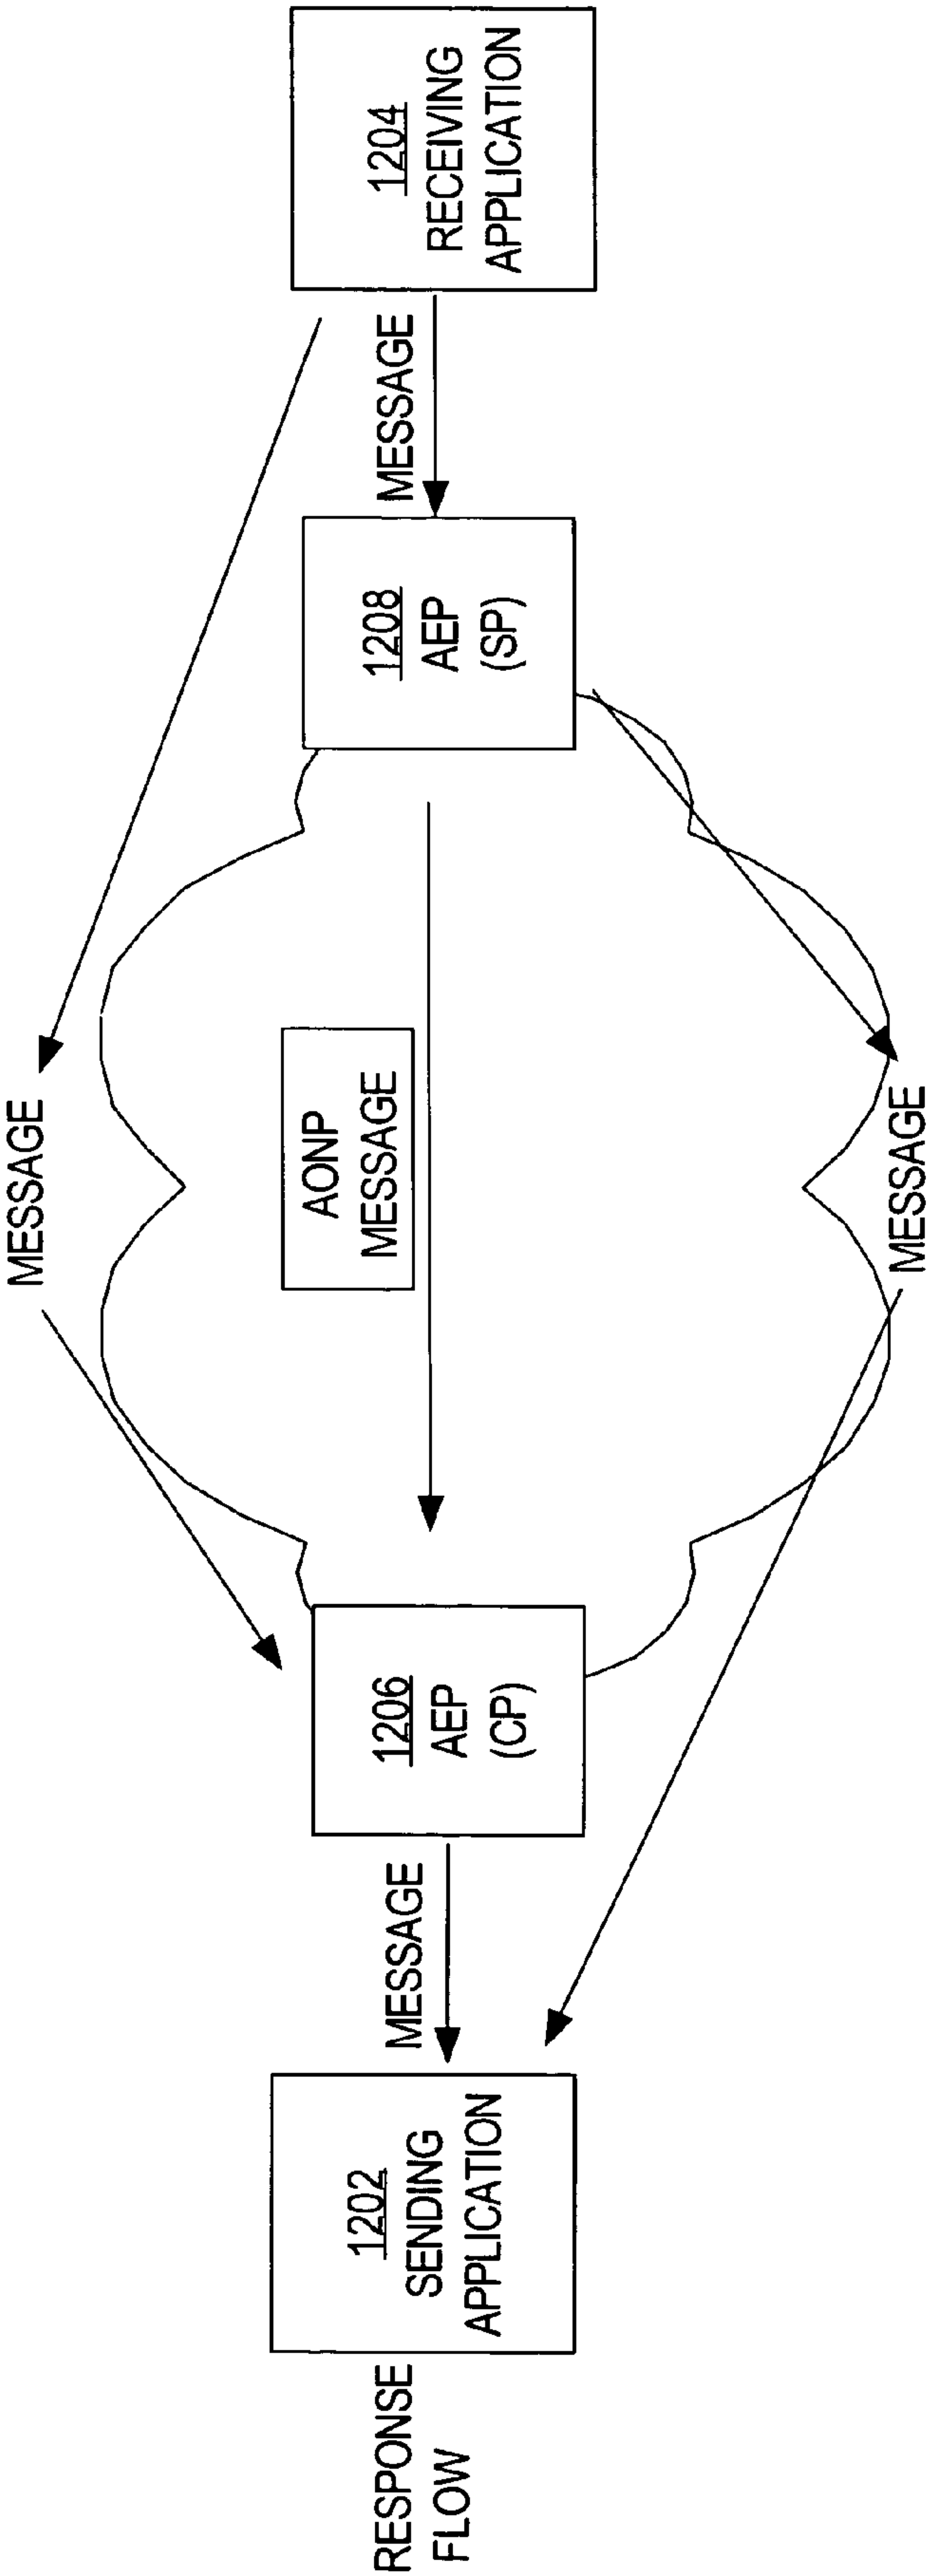 RESPONSE
FLOW
1202
SENDING
APPLICATION
MESSAGE
1206
AEP
(CP)
MESSAGE
AONP
MESSAGE
MESSAGE
1208
AEP
(SP)
MESSAGE
1204
RECEIVING
APPLICATION